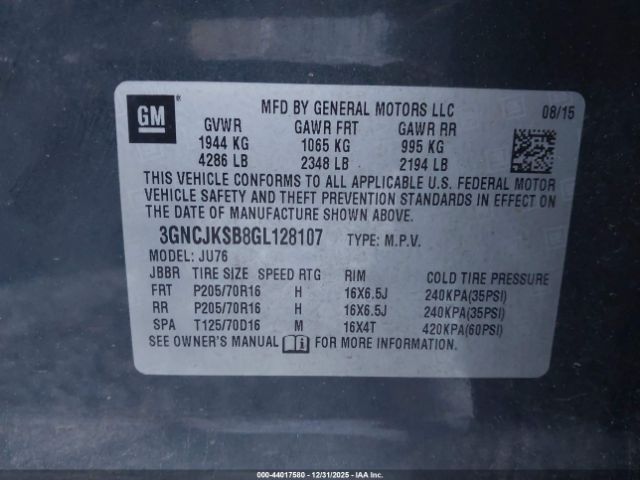 GM ®
MFD BY GENERAL MOTORS LLC 08/15
GVWR GAWR FRT GAWR RR
1944 KG 1065 KG 995 KG
4286 LB 2348 LB 2194 LB
THIS VEHICLE CONFORMS TO ALL APPLICABLE U.S. FEDERAL MOTOR
VEHICLE SAFETY AND THEFT PREVENTION STANDARDS IN EFFECT ON
THE DATE OF MANUFACTURE SHOWN ABOVE.
3GNCJKSB8GL128107 TYPE: M.P.V.
MODEL: JU76
JBBR TIRE SIZE SPEED RTG RIM COLD TIRE PRESSURE
FRT P205/70R16 H 16X6.5J 240KPA(35PSI)
RR P205/70R16 H 16X6.5J 240KPA(35PSI)
SPA T125/70D16 M 16X4T 420KPA(60PSI)
SEE OWNER'S MANUAL FOR MORE INFORMATION.
000-44017580 - 12/31/2025 - IAA Inc.